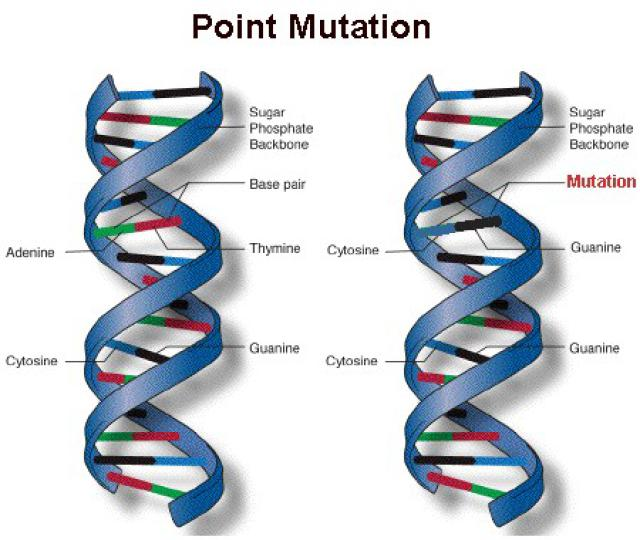 Point Mutation
Sugar
Phosphate
Backbone
Base pair
Adenine
Thymine
Cytosine
Guanine
Sugar
Phosphate
Backbone
Mutation
Cytosine
Guanine
Cytosine
Guanine